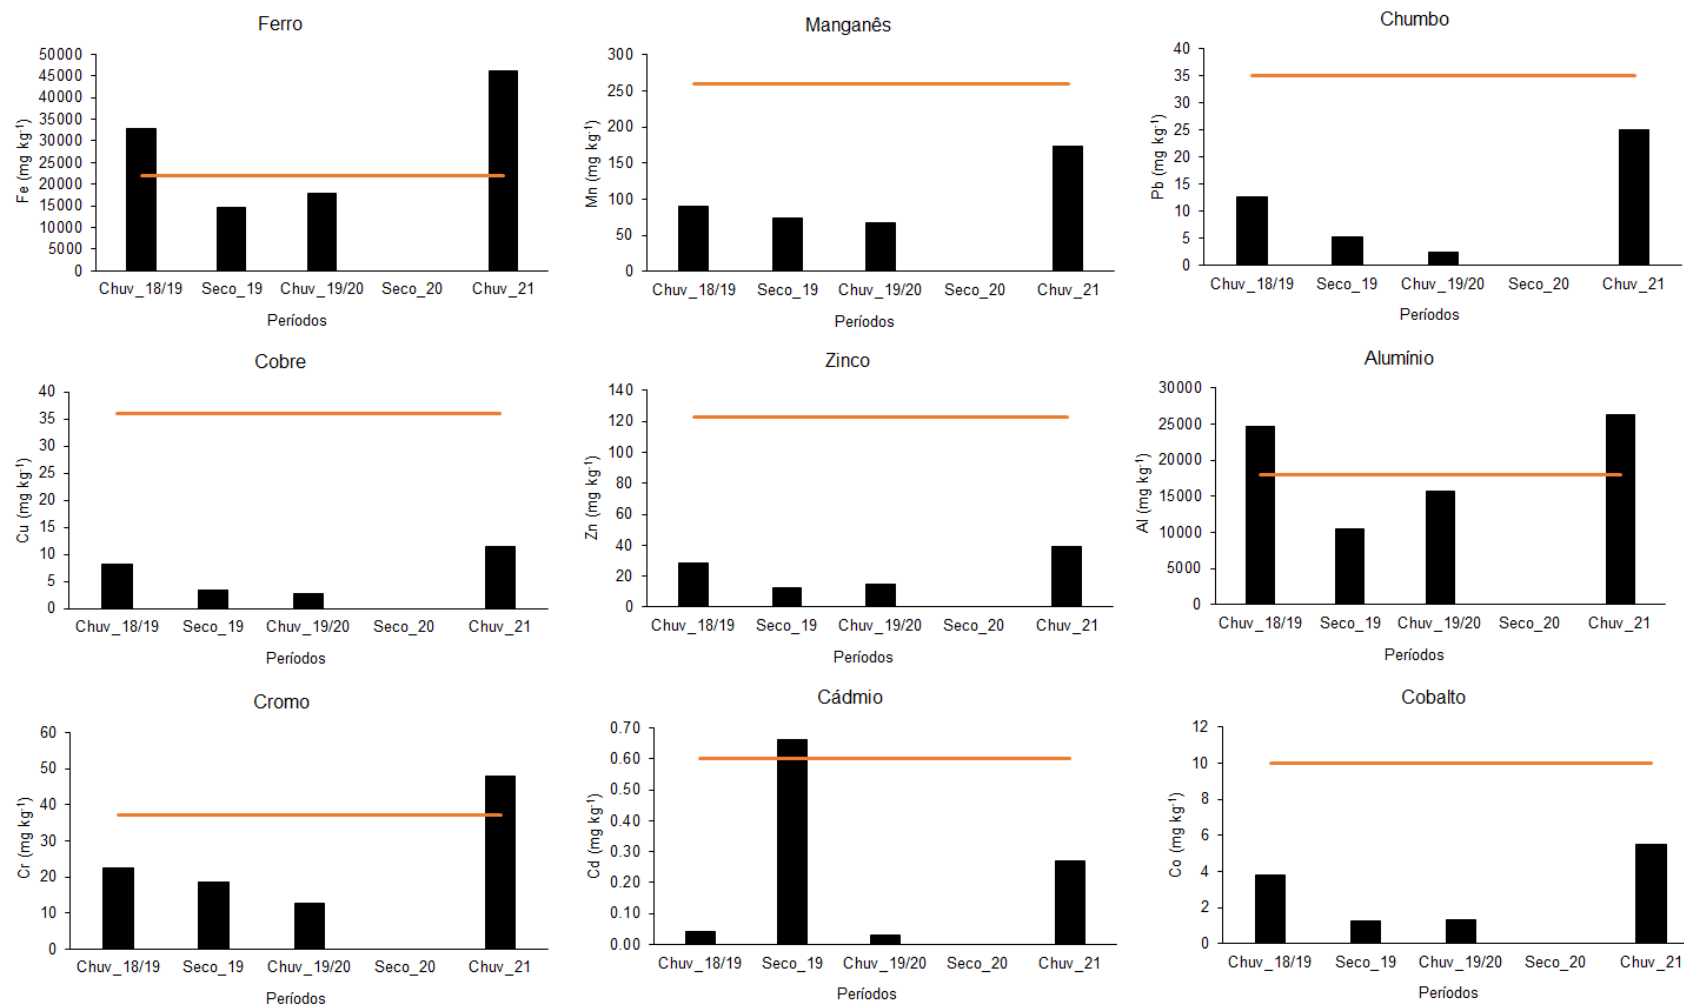 Ferro
50000
45000
40000
35000
30000
25000
20000
15000
10000
5000
0
Fe (mg kg⁻¹)
Chuv_18/19 Seco_19 Chuv_19/20 Seco_20 Chuv_21
Períodos
Manganês
300
250
200
150
100
50
0
Mn (mg kg⁻¹)
Chuv_18/19 Seco_19 Chuv_19/20 Seco_20 Chuv_21
Períodos
Chumbo
40
35
30
25
20
15
10
5
0
Pb (mg kg⁻¹)
Chuv_18/19 Seco_19 Chuv_19/20 Seco_20 Chuv_21
Períodos
Cobre
40
35
30
25
20
15
10
5
0
Cu (mg kg⁻¹)
Chuv_18/19 Seco_19 Chuv_19/20 Seco_20 Chuv_21
Períodos
Zinco
140
120
100
80
60
40
20
0
Zn (mg kg⁻¹)
Chuv_18/19 Seco_19 Chuv_19/20 Seco_20 Chuv_21
Períodos
Alumínio
30000
25000
20000
15000
10000
5000
0
Al (mg kg⁻¹)
Chuv_18/19 Seco_19 Chuv_19/20 Seco_20 Chuv_21
Períodos
Cromo
60
50
40
30
20
10
0
Cr (mg kg⁻¹)
Chuv_18/19 Seco_19 Chuv_19/20 Seco_20 Chuv_21
Períodos
Cádmio
0.70
0.60
0.50
0.40
0.30
0.20
0.10
0.00
Cd (mg kg⁻¹)
Chuv_18/19 Seco_19 Chuv_19/20 Seco_20 Chuv_21
Períodos
Cobalto
12
10
8
6
4
2
0
Co (mg kg⁻¹)
Chuv_18/19 Seco_19 Chuv_19/20 Seco_20 Chuv_21
Períodos